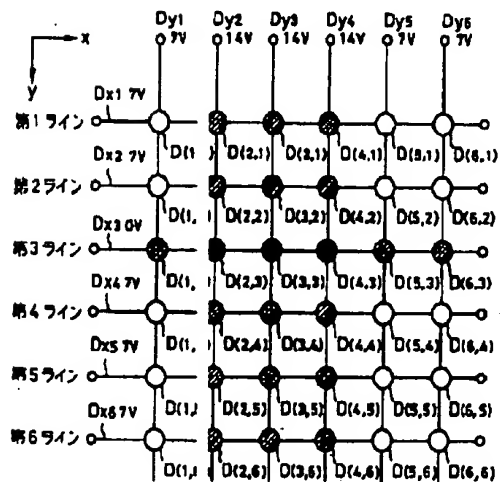 Dy1 Dy2 Dy3 Dy4 Dy5 Dy6
7V 14V 14V 14V 7V 7V
x
y
第1ライン Dx1 7V
D(1, D(2,1) D(3,1) D(4,1) D(5,1) D(6,1)
第2ライン Dx2 7V
D(1, D(2,2) D(3,2) D(4,2) D(5,2) D(6,2)
第3ライン Dx3 0V
D(1, D(2,3) D(3,3) D(4,3) D(5,3) D(6,3)
第4ライン Dx4 7V
D(1, D(2,4) D(3,4) D(4,4) D(5,4) D(6,4)
第5ライン Dx5 7V
D(1, D(2,5) D(3,5) D(4,5) D(5,5) D(6,5)
第6ライン Dx6 7V
D(1, D(2,6) D(3,6) D(4,6) D(5,6) D(6,6)